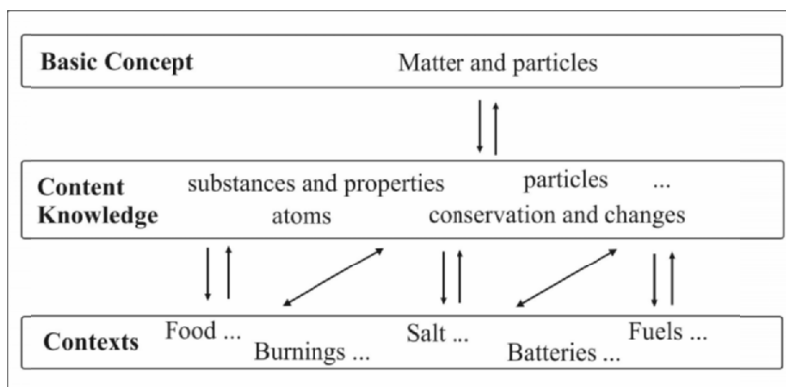 Basic Concept Matter and particles
Content Knowledge
substances and properties particles ...
atoms conservation and changes
Contexts
Food ... Salt ... Fuels ...
Burnings ... Batteries ...